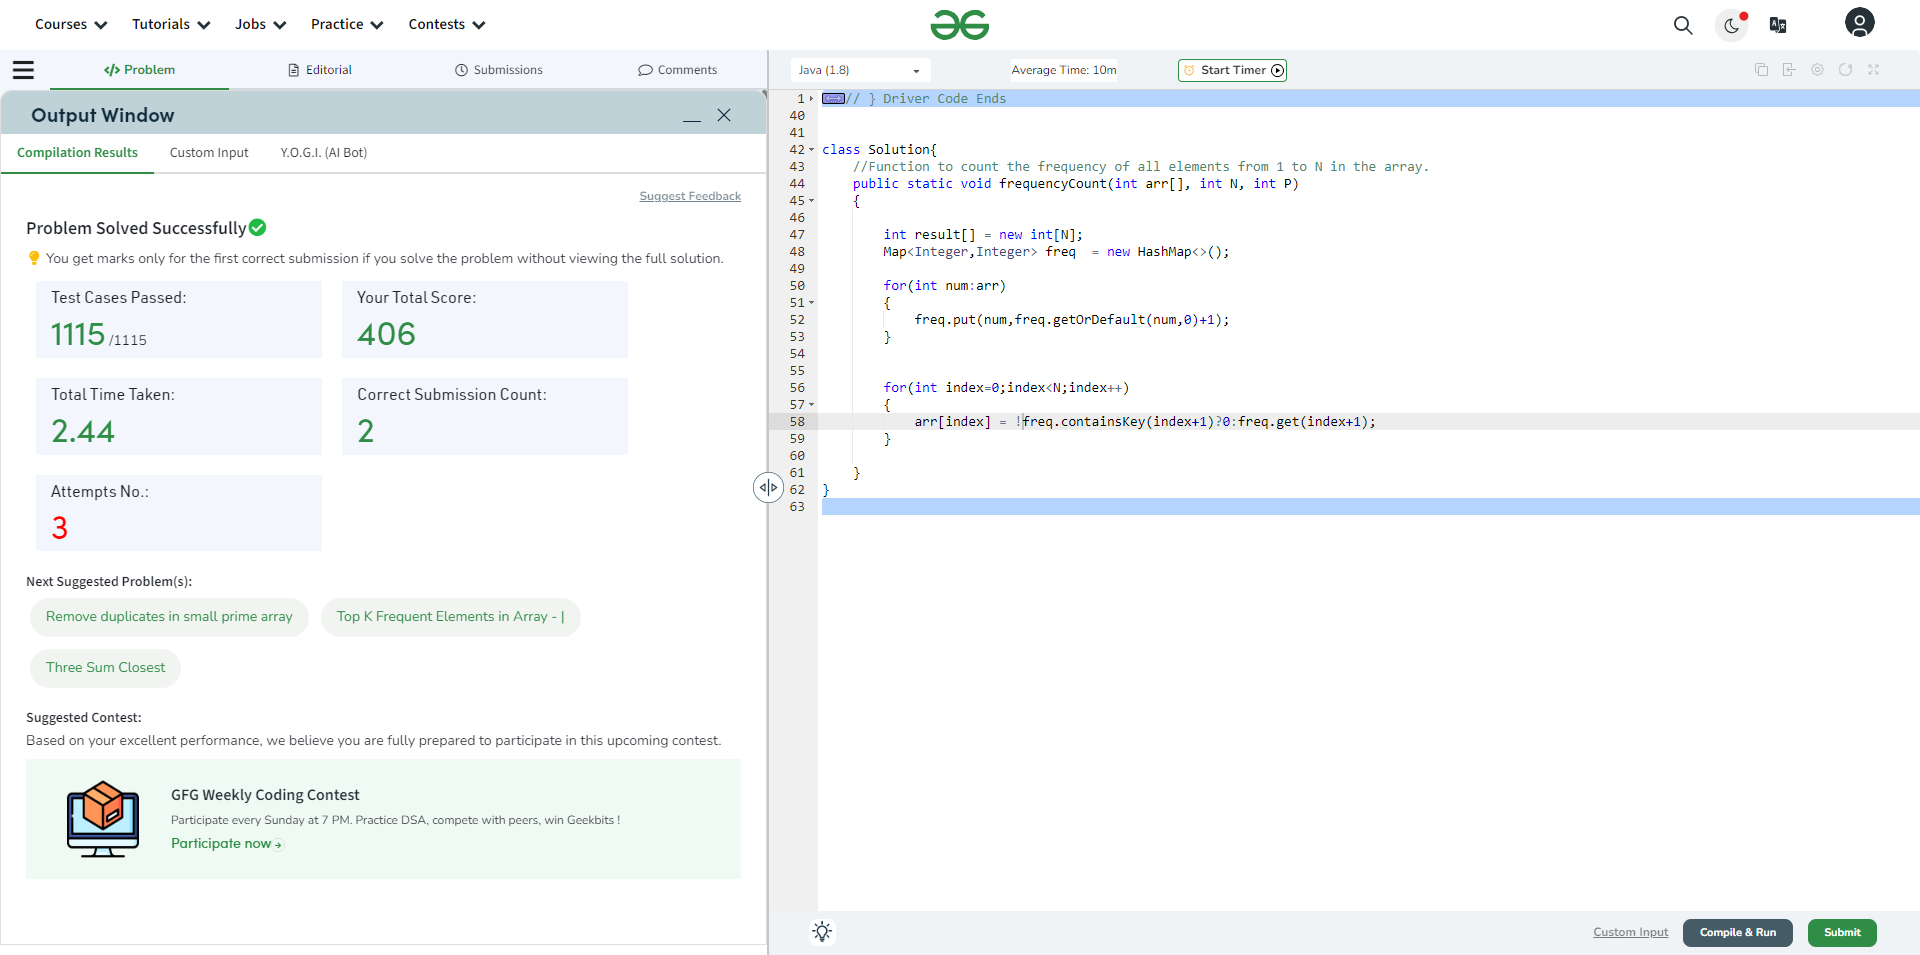 Courses Tutorials Jobs Practice Contests
Problem Editorial Submissions Comments
Output Window
Compilation Results Custom Input Y.O.G.I. (AI Bot)
Suggest Feedback
Problem Solved Successfully
You get marks only for the first correct submission if you solve the problem without viewing the full solution.
Test Cases Passed: Your Total Score:
1115 /1115 406
Total Time Taken: Correct Submission Count:
2.44 2
Attempts No.:
3
Next Suggested Problem(s):
Remove duplicates in small prime array Top K Frequent Elements in Array - |
Three Sum Closest
Suggested Contest:
Based on your excellent performance, we believe you are fully prepared to participate in this upcoming contest.
GFG Weekly Coding Contest
Participate every Sunday at 7 PM. Practice DSA, compete with peers, win Geekbits !
Participate now
Java (1.8) Average Time: 10m Start Timer
1 // } Driver Code Ends
40
41
42 class Solution{
43 //Function to count the frequency of all elements from 1 to N in the array.
44 public static void frequencyCount(int arr[], int N, int P)
45 {
46
47 int result[] = new int[N];
48 Map<Integer,Integer> freq  = new HashMap<>();
49
50 for(int num:arr)
51 {
52 freq.put(num,freq.getOrDefault(num,0)+1);
53 }
54
55
56 for(int index=0;index<N;index++)
57 {
58 arr[index] = !freq.containsKey(index+1)?0:freq.get(index+1);
59 }
60
61 }
62 }
63
Custom Input Compile & Run Submit